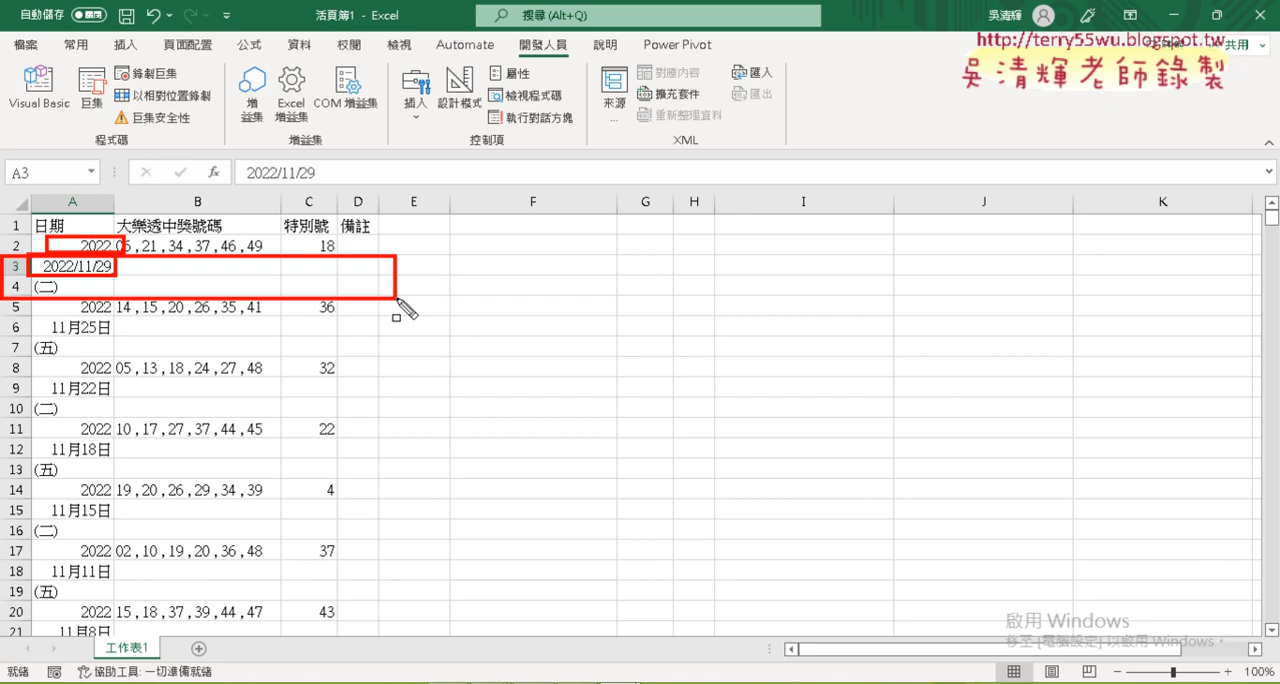 自動儲存 關閉 活頁簿1 - Excel 搜尋 (Alt+Q) 吳清輝
檔案 常用 插入 頁面配置 公式 資料 校閱 檢視 Automate 開發人員 說明 Power Pivot 共用
http://terry55wu.blogspot.tw
吳清輝老師錄製
Visual Basic 巨集 錄製巨集 以相對位置錄製 巨集安全性 程式碼
增益集 Excel 增益集 COM 增益集 增益集
插入 設計模式 屬性 檢視程式碼 執行對話方塊 控制項
來源... 對應內容 擴充套件 重新整理資料 匯入 匯出 XML
A3 fx 2022/11/29
A B C D E F G H I J K
1 日期 大樂透中獎號碼 特別號 備註
2 2022 06,21,34,37,46,49 18
3 2022/11/29
4 (二)
5 2022 14,15,20,26,35,41 36
6 11月25日
7 (五)
8 2022 05,13,18,24,27,48 32
9 11月22日
10 (二)
11 2022 10,17,27,37,44,45 22
12 11月18日
13 (五)
14 2022 19,20,26,29,34,39 4
15 11月15日
16 (二)
17 2022 02,10,19,20,36,48 37
18 11月11日
19 (五)
20 2022 15,18,37,39,44,47 43
21 11月8日
啟用 Windows
移至 [電腦設定] 以啟用 Windows。
工作表1
就緒 協助工具: 一切準備就緒 100%